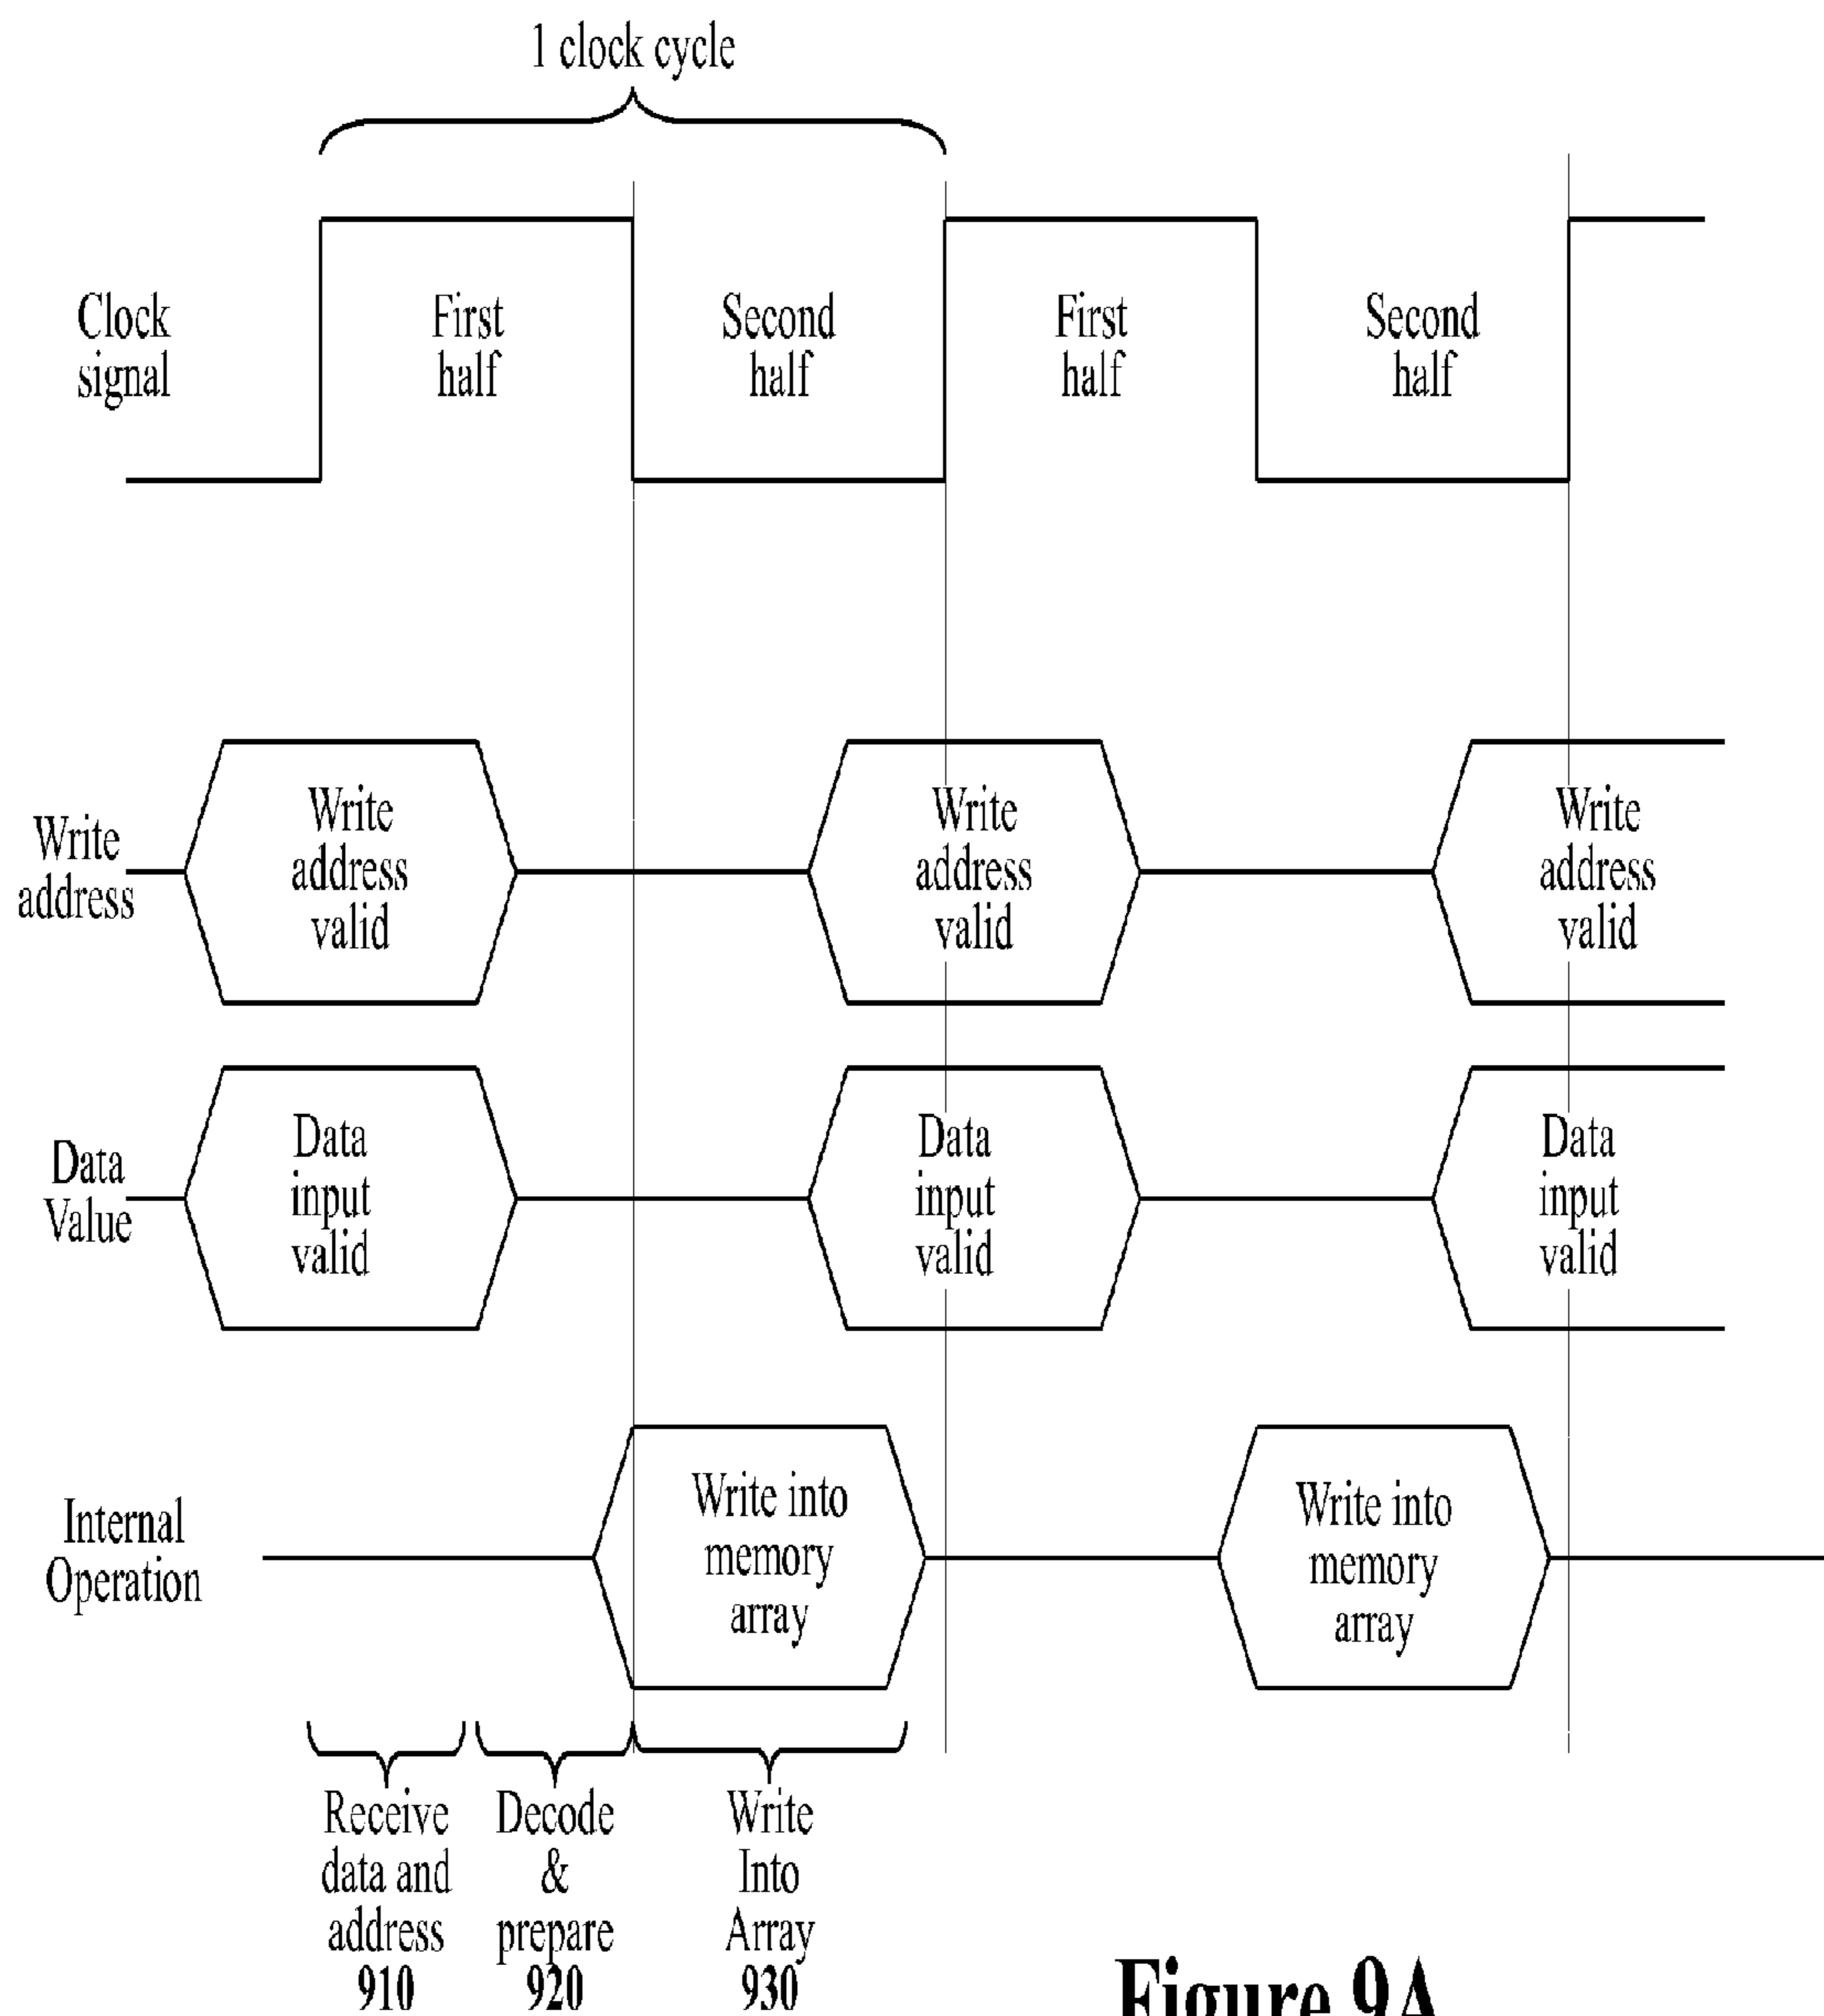 1 clock cycle
Clock
signal
First
half
Second
half
First
half
Second
half
Write
address
Write
address
valid
Write
address
valid
Write
address
valid
Data
Value
Data
input
valid
Data
input
valid
Data
input
valid
Internal
Operation
Write into
memory
array
Write into
memory
array
Receive
data and
address
910
Decode
&
prepare
920
Write
Into
Array
930
Figure 9A